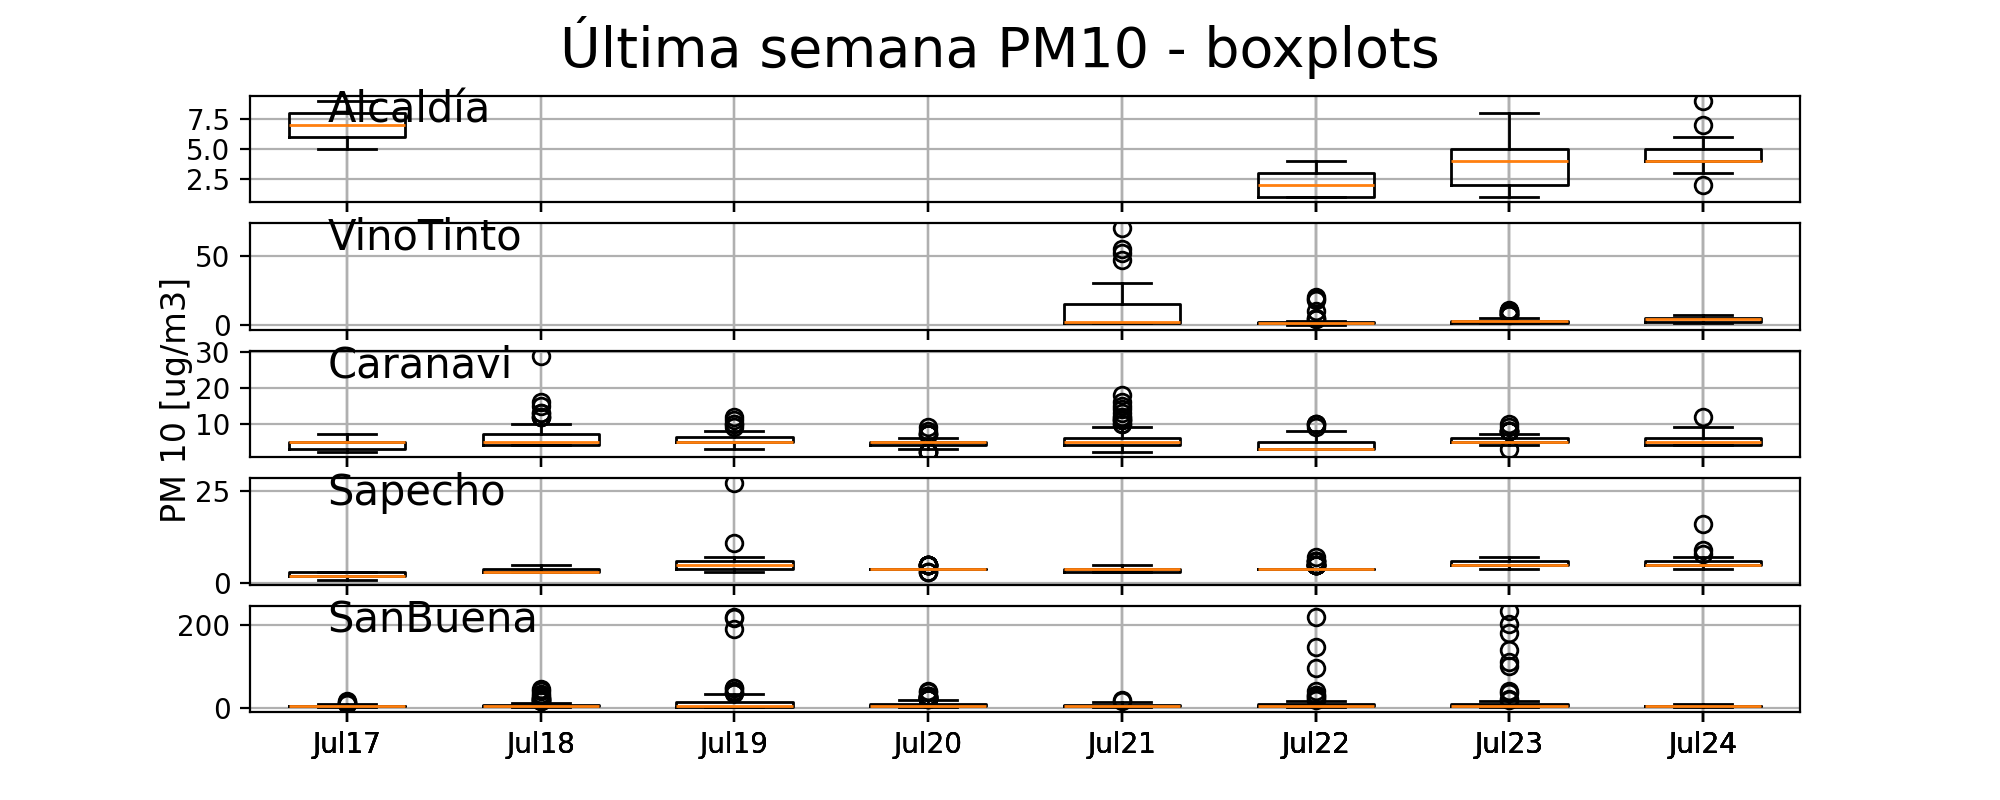 Última semana PM10 - boxplots
Alcaldía
7.5
5.0
2.5
VinoTinto
50
0
PM 10 [ug/m3]
Caranavi
30
20
10
Sapecho
25
0
SanBuena
200
0
Jul17 Jul18 Jul19 Jul20 Jul21 Jul22 Jul23 Jul24